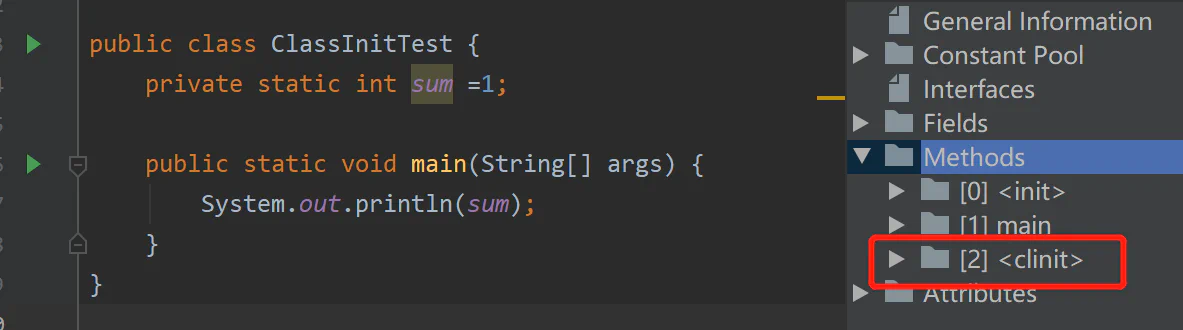 public class ClassInitTest {
private static int sum =1;
public static void main(String[] args) {
System.out.println(sum);
}
}
General Information
Constant Pool
Interfaces
Fields
Methods
[0] <init>
[1] main
[2] <clinit>
Attributes